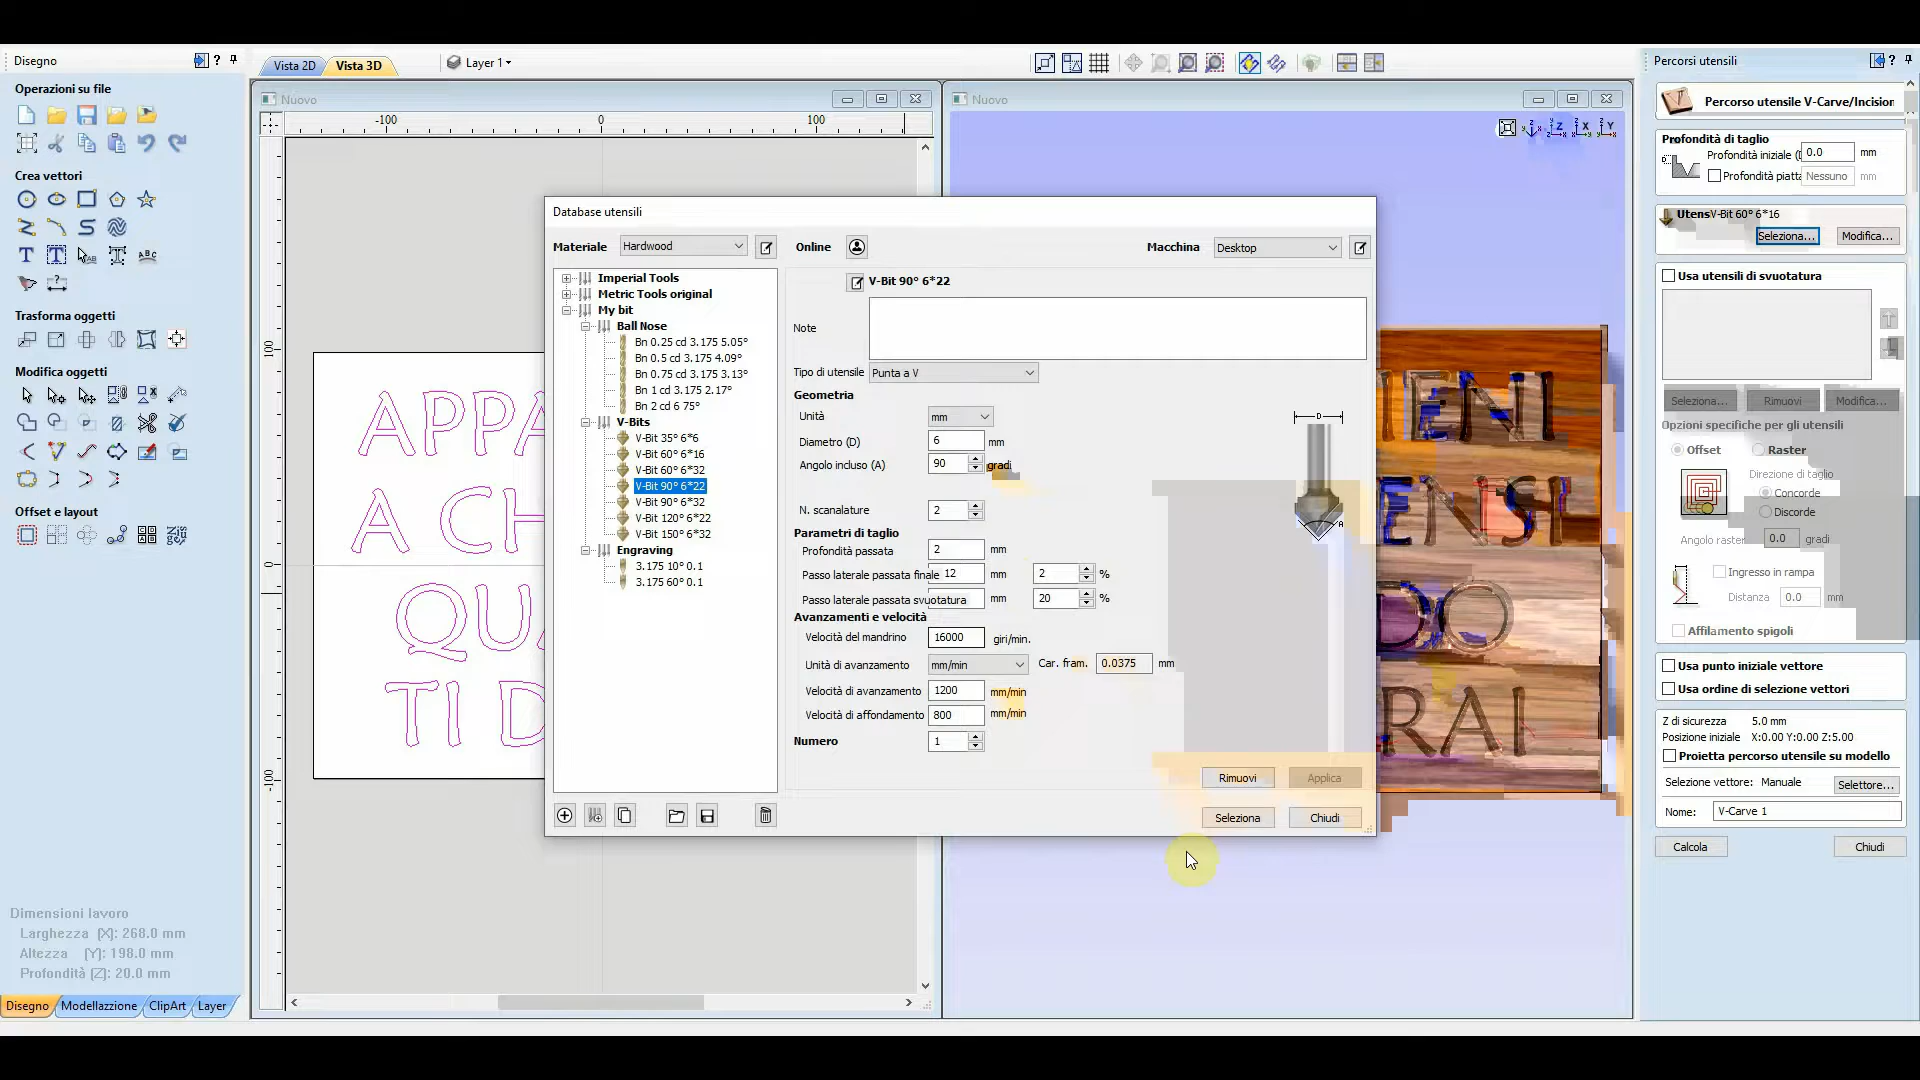 Disegno
Operazioni su file
Crea vettori
Trasforma oggetti
Modifica oggetti
Offset e layout
Dimensioni lavoro
Larghezza [X]: 268.0 mm
Altezza [Y]: 198.0 mm
Profondità [Z]: 20.0 mm
Disegno Modellazzione ClipArt Layer
Vista 2D Vista 3D Layer 1
Nuovo
-100 0 100
100
0
-100
APPA
A CH
QU
TI D
Nuovo
IENI
ENSI
DO
RAI
Database utensili
Materiale Hardwood Online Macchina Desktop
Imperial Tools
Metric Tools original
My bit
Ball Nose
Bn 0.25 cd 3.175 5.05°
Bn 0.5 cd 3.175 4.09°
Bn 0.75 cd 3.175 3.13°
Bn 1 cd 3.175 2.17°
Bn 2 cd 6 75°
V-Bits
V-Bit 35° 6*6
V-Bit 60° 6*16
V-Bit 60° 6*32
V-Bit 90° 6*22
V-Bit 90° 6*32
V-Bit 120° 6*22
V-Bit 150° 6*32
Engraving
3.175 10° 0.1
3.175 60° 0.1
V-Bit 90° 6*22
Note
Tipo di utensile Punta a V
Geometria
Unità mm
Diametro (D) 6 mm
Angolo incluso (A) 90 gradi
N. scanalature 2
D
A
Parametri di taglio
Profondità passata 2 mm
Passo laterale passata finale 12 mm 2 %
Passo laterale passata svuotatura mm 20 %
Avanzamenti e velocità
Velocità del mandrino 16000 giri/min.
Unità di avanzamento mm/min Car. fram. 0.0375 mm
Velocità di avanzamento 1200 mm/min
Velocità di affondamento 800 mm/min
Numero 1
Rimuovi Applica
Seleziona Chiudi
Percorsi utensili
Percorso utensile V-Carve/Incision
Profondità di taglio
Profondità iniziale ( 0.0 mm
Profondità piatta Nessuno mm
Utens V-Bit 60° 6*16
Seleziona... Modifica...
Usa utensili di svuotatura
Seleziona... Rimuovi Modifica...
Opzioni specifiche per gli utensili
Offset Raster
Direzione di taglio
Concorde
Discorde
Angolo raster 0.0 gradi
Ingresso in rampa
Distanza 0.0 mm
Affilamento spigoli
Usa punto iniziale vettore
Usa ordine di selezione vettori
Z di sicurezza 5.0 mm
Posizione iniziale X:0.00 Y:0.00 Z:5.00
Proietta percorso utensile su modello
Selezione vettore: Manuale Selettore...
Nome: V-Carve 1
Calcola Chiudi